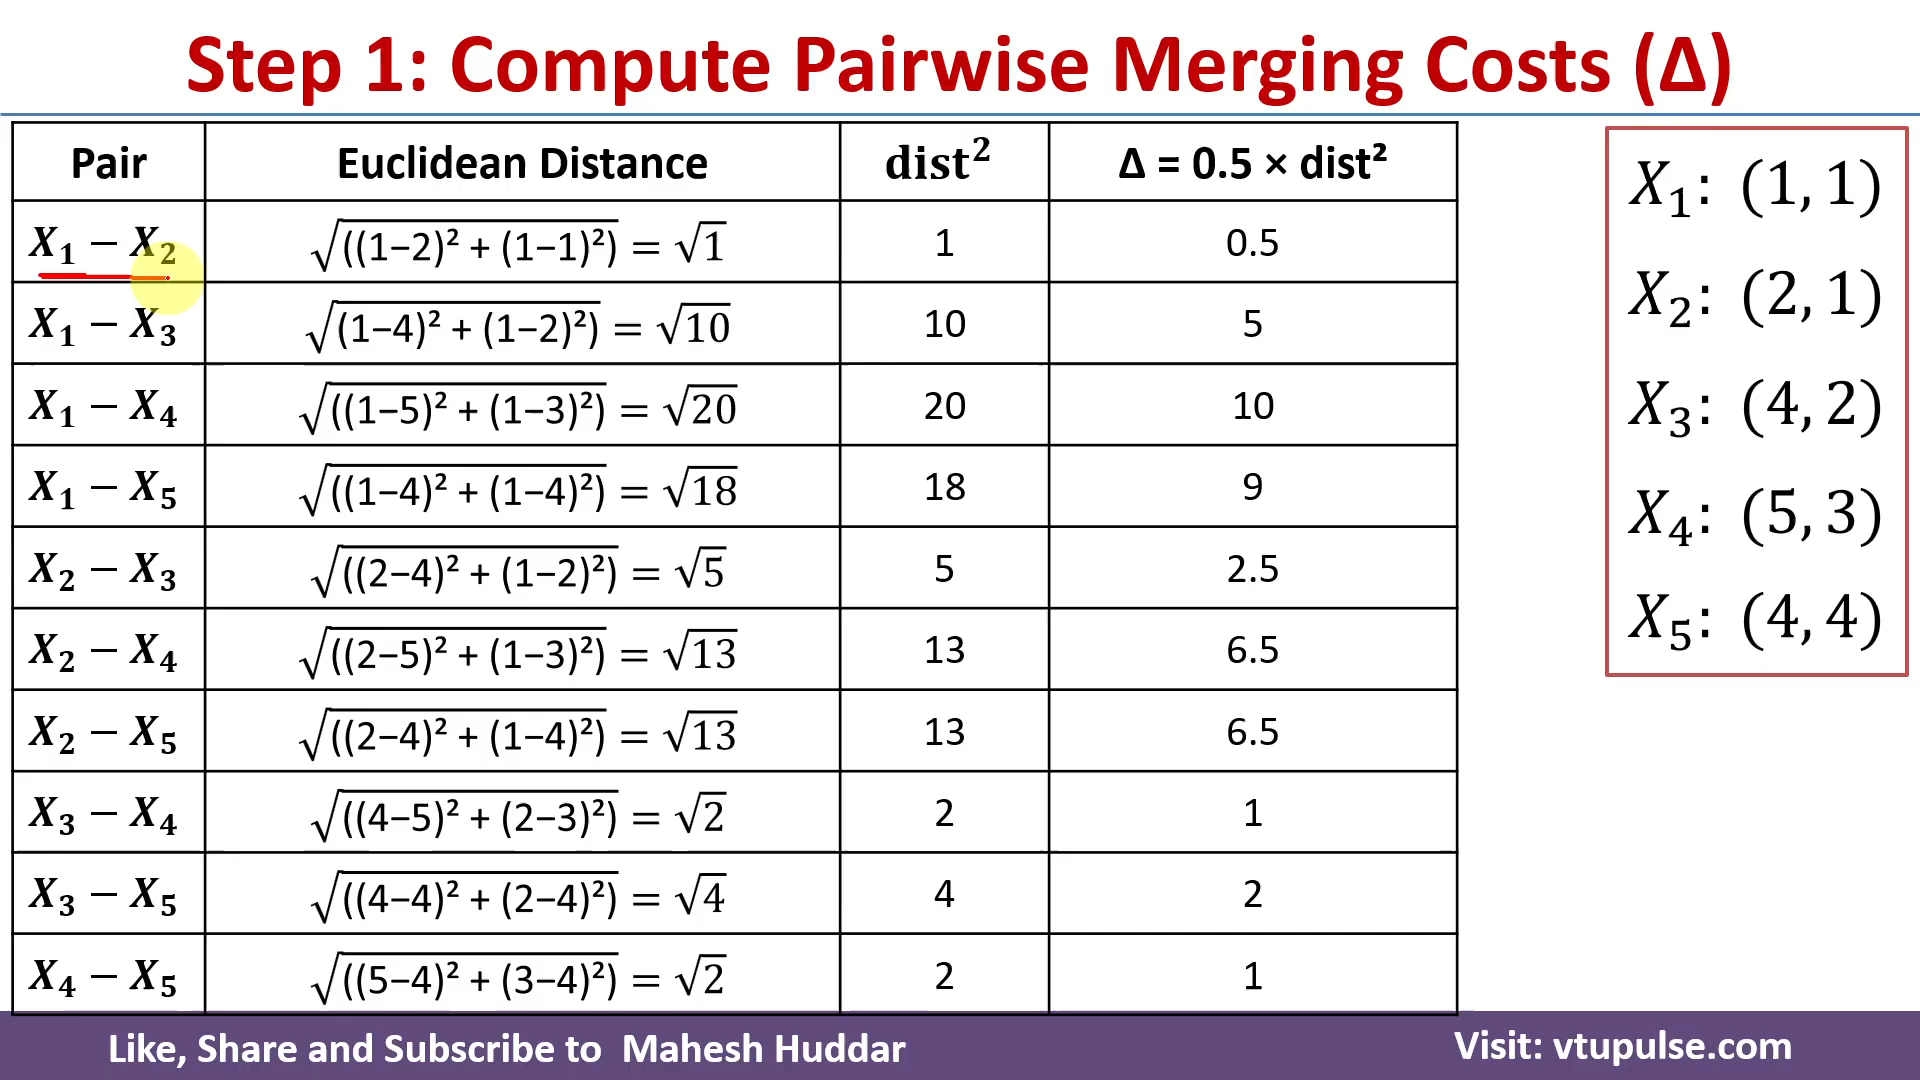 Step 1: Compute Pairwise Merging Costs (Δ)
Pair Euclidean Distance dist² Δ = 0.5 × dist²
X₁ − X₂ √((1−2)² + (1−1)²) = √1 1 0.5
X₁ − X₃ √(1−4)² + (1−2)²) = √10 10 5
X₁ − X₄ √((1−5)² + (1−3)²) = √20 20 10
X₁ − X₅ √((1−4)² + (1−4)²) = √18 18 9
X₂ − X₃ √((2−4)² + (1−2)²) = √5 5 2.5
X₂ − X₄ √((2−5)² + (1−3)²) = √13 13 6.5
X₂ − X₅ √((2−4)² + (1−4)²) = √13 13 6.5
X₃ − X₄ √((4−5)² + (2−3)²) = √2 2 1
X₃ − X₅ √((4−4)² + (2−4)²) = √4 4 2
X₄ − X₅ √((5−4)² + (3−4)²) = √2 2 1
X₁: (1, 1)
X₂: (2, 1)
X₃: (4, 2)
X₄: (5, 3)
X₅: (4, 4)
Like, Share and Subscribe to Mahesh Huddar
Visit: vtupulse.com